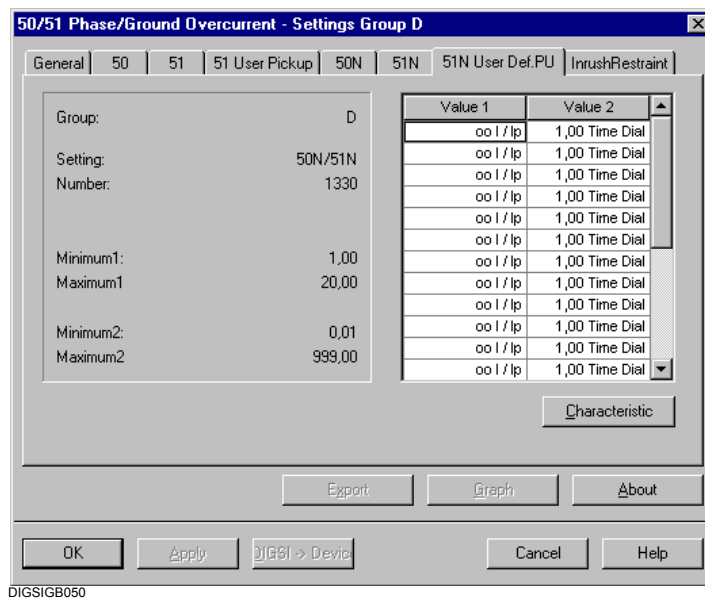 50/51 Phase/Ground Overcurrent - Settings Group D
General 50 51 51 User Pickup 50N 51N 51N User Def.PU InrushRestraint
Group: D
Setting: 50N/51N
Number: 1330
Minimum1: 1,00
Maximum1 20,00
Minimum2: 0,01
Maximum2 999,00
Value 1 Value 2
oo I / Ip 1,00 Time Dial
oo I / Ip 1,00 Time Dial
oo I / Ip 1,00 Time Dial
oo I / Ip 1,00 Time Dial
oo I / Ip 1,00 Time Dial
oo I / Ip 1,00 Time Dial
oo I / Ip 1,00 Time Dial
oo I / Ip 1,00 Time Dial
oo I / Ip 1,00 Time Dial
oo I / Ip 1,00 Time Dial
oo I / Ip 1,00 Time Dial
oo I / Ip 1,00 Time Dial
Characteristic
Export Graph About
OK Apply DIGSI -> Devic Cancel Help
DIGSIGB050